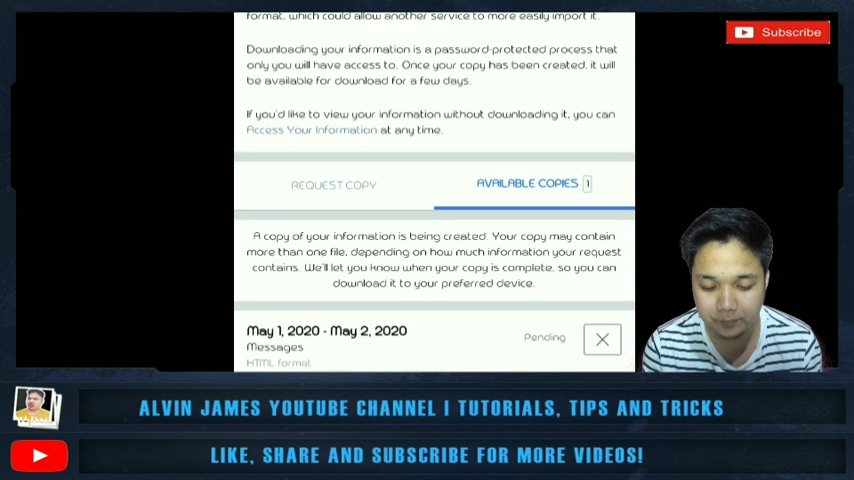 format, which could allow another service to more easily import it.
Subscribe
Downloading your information is a password-protected process that
only you will have access to. Once your copy has been created, it will
be available for download for a few days.
If you'd like to view your information without downloading it, you can
Access Your Information at any time.
REQUEST COPY
AVAILABLE COPIES 1
A copy of your information is being created. Your copy may contain
more than one file, depending on how much information your request
contains. We'll let you know when your copy is complete, so you can
download it to your preferred device.
May 1, 2020 - May 2, 2020
Pending
Messages
HTML format
ALVIN JAMES YOUTUBE CHANNEL | TUTORIALS, TIPS AND TRICKS
LIKE, SHARE AND SUBSCRIBE FOR MORE VIDEOS!